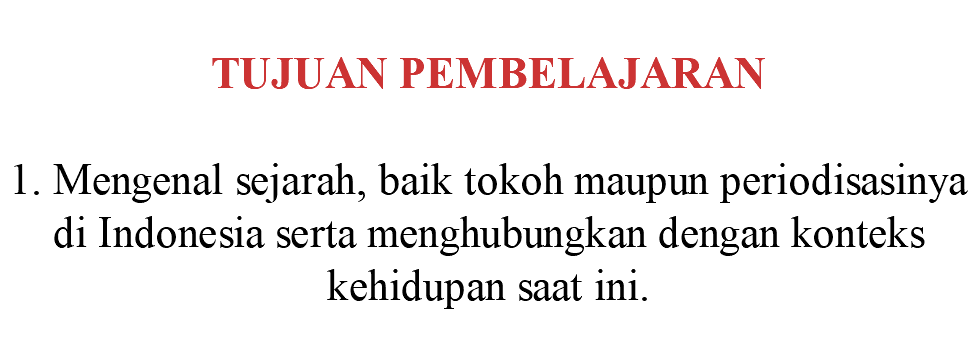 TUJUAN PEMBELAJARAN
1. Mengenal sejarah, baik tokoh maupun periodisasinya
di Indonesia serta menghubungkan dengan konteks
kehidupan saat ini.